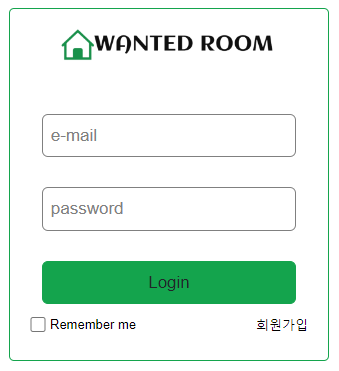 WANTED ROOM
e-mail
password
Login
Remember me 회원가입